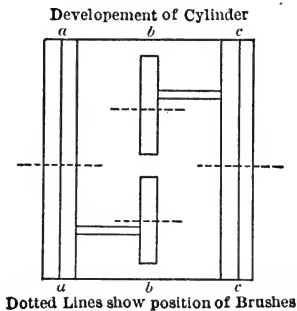 Developement of Cylinder
a b c
a b c
Dotted Lines show position of Brushes